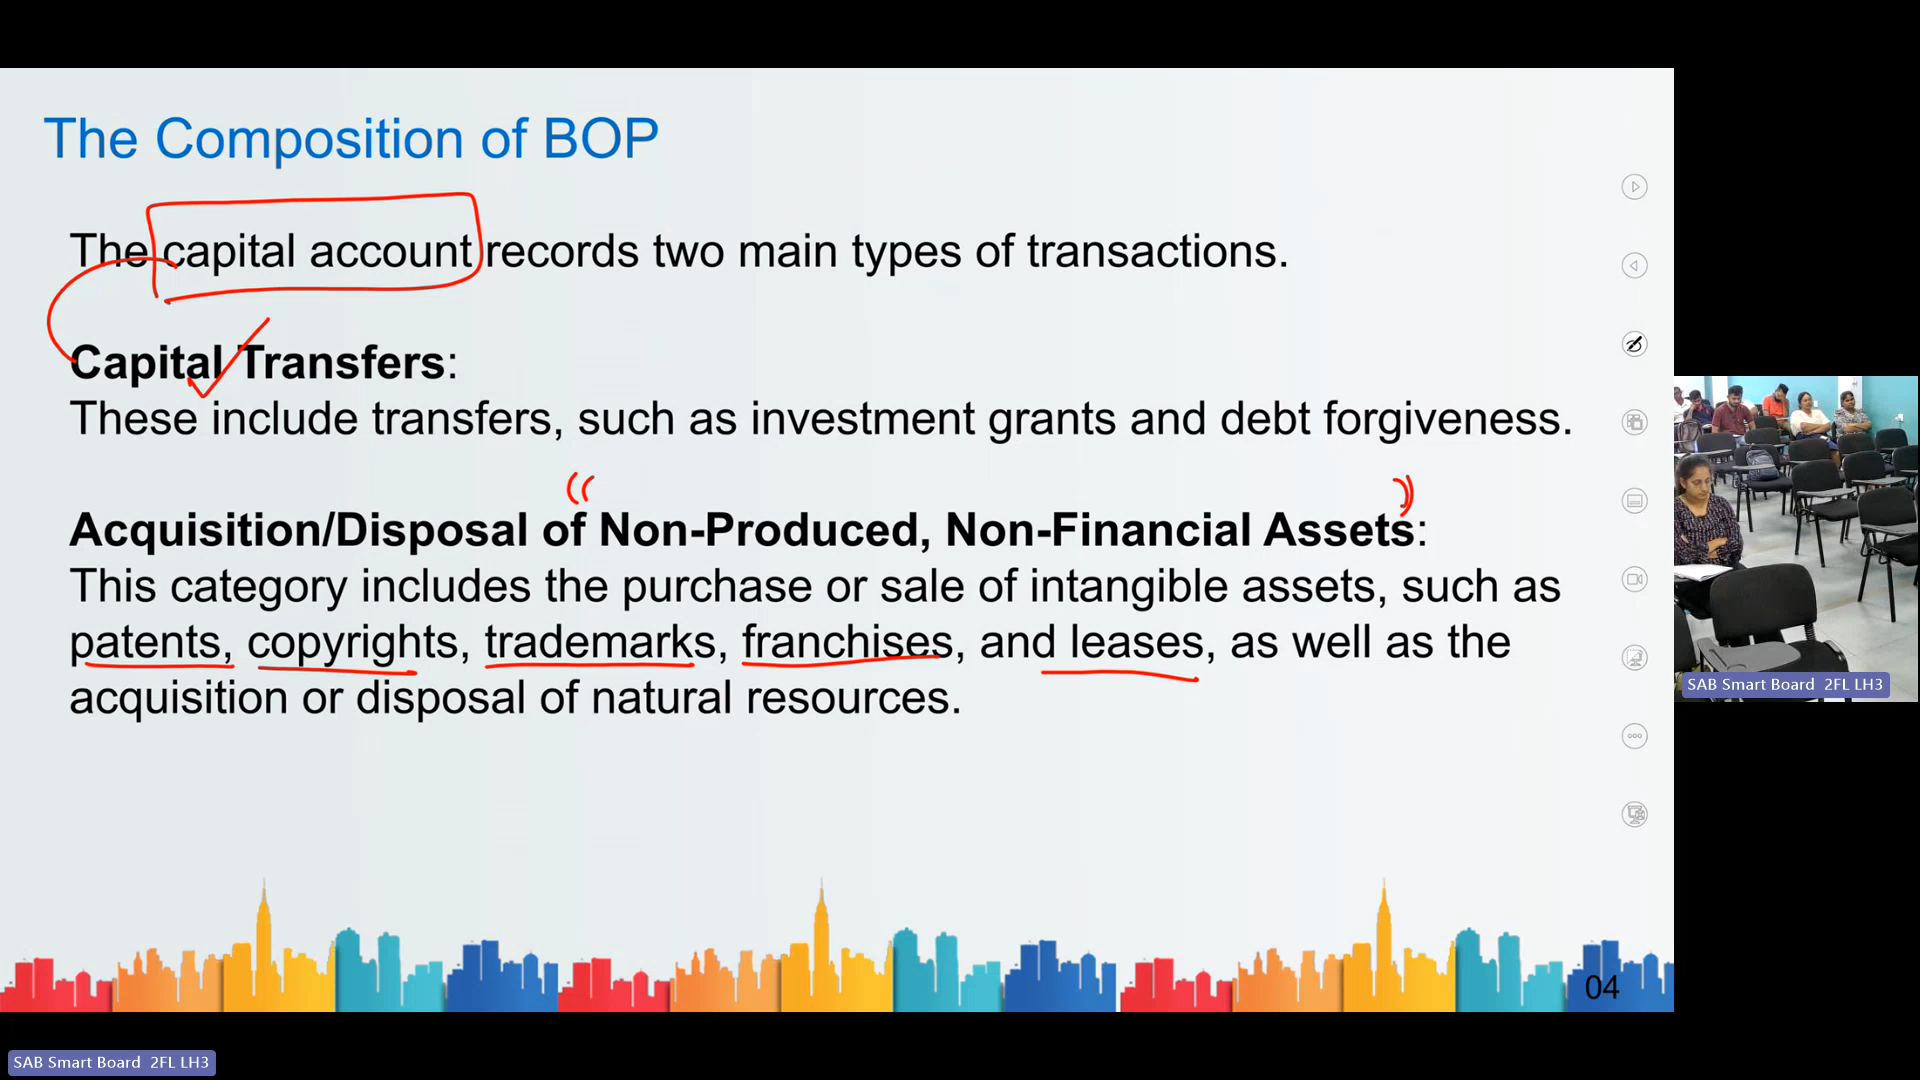 The Composition of BOP
The capital account records two main types of transactions.
Capital Transfers:
These include transfers, such as investment grants and debt forgiveness.
Acquisition/Disposal of Non-Produced, Non-Financial Assets:
This category includes the purchase or sale of intangible assets, such as
patents, copyrights, trademarks, franchises, and leases, as well as the
acquisition or disposal of natural resources.
04
SAB Smart Board 2FL LH3
SAB Smart Board 2FL LH3